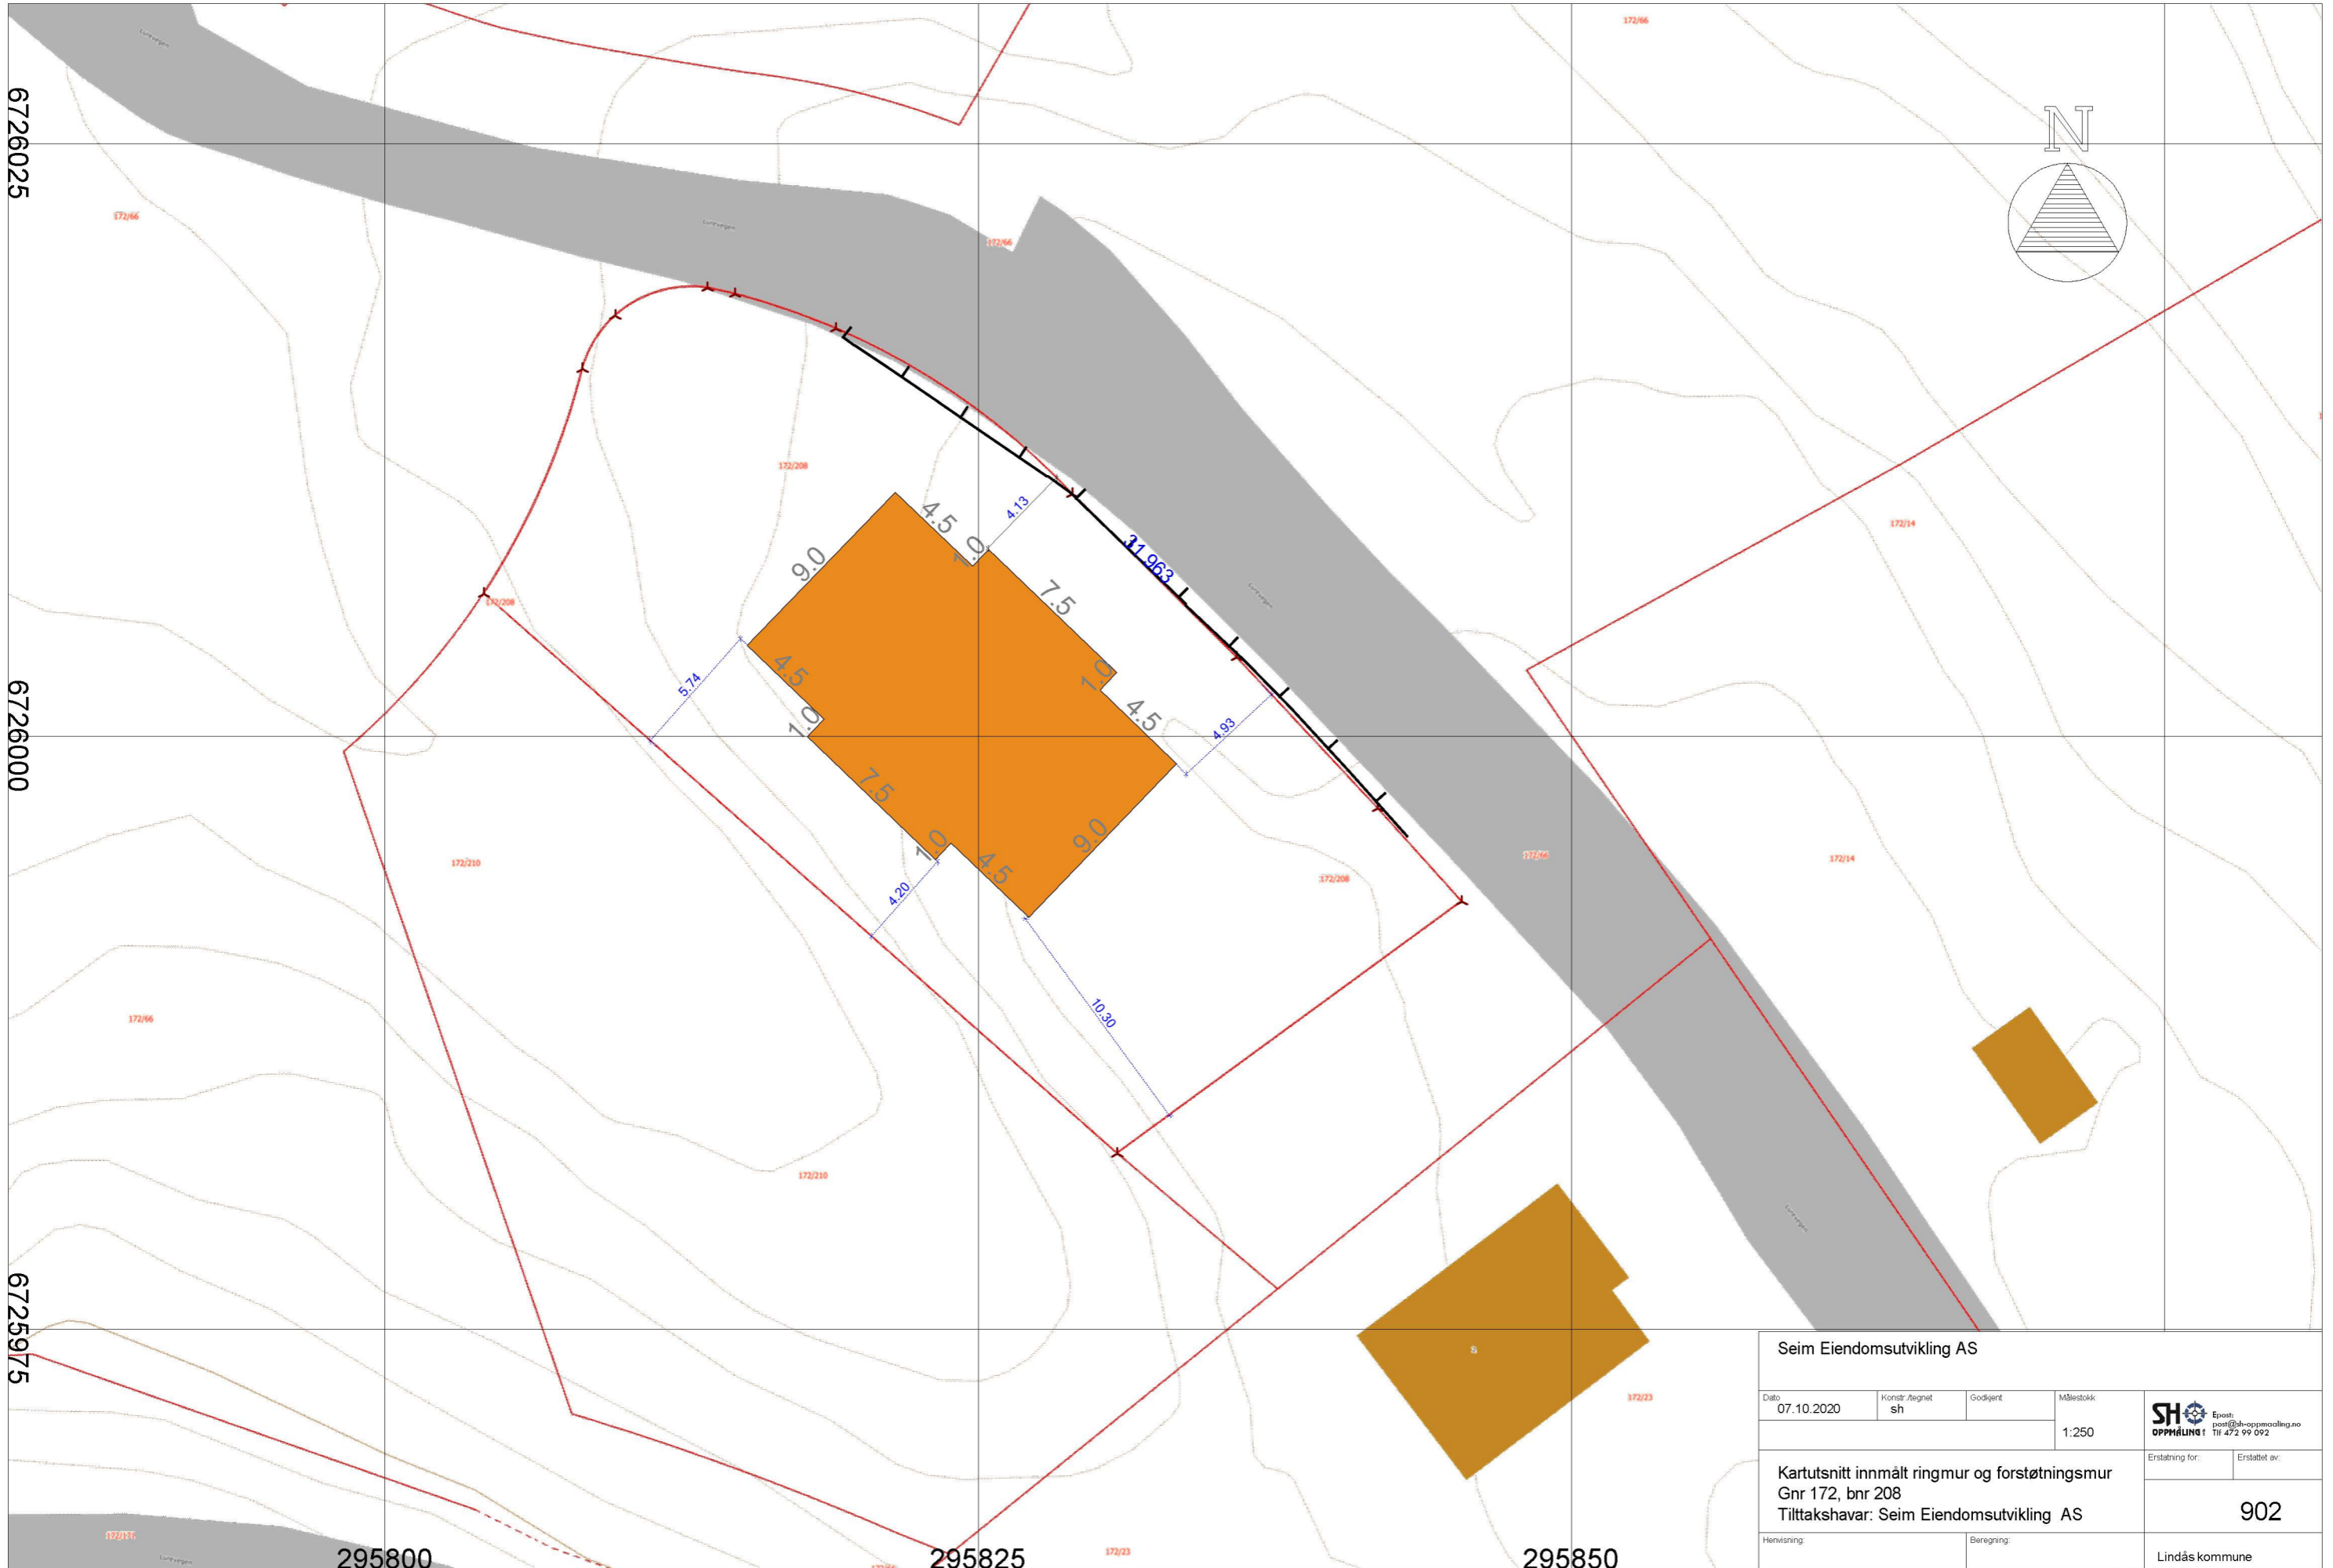 172/66
N
6726025
172/66
172/66
172/208
4.5
4.13
1.0
9.0
31.963
172/14
172/208
7.5
4.5
1.0
5.74
4.5
1.0
4.93
6726000
7.5
1.0
4.5
9.0
172/210
172/208
172/66
172/14
4.20
10.30
172/66
172/210
2
172/23
6725975
172/171
172/23
295800
295825
295850
Seim Eiendomsutvikling AS
Dato
07.10.2020
Konstr./tegnet
sh
Godkjent
Målestokk
1:250
SH
OPPMÅLING
Epost:
post@sh-oppmaaling.no
Tlf 472 99 092
Kartutsnitt innmålt ringmur og forstøtningsmur
Gnr 172, bnr 208
Tilttakshavar: Seim Eiendomsutvikling AS
Erstatning for:
Erstattet av:
902
Henvisning:
Beregning:
Lindås kommune